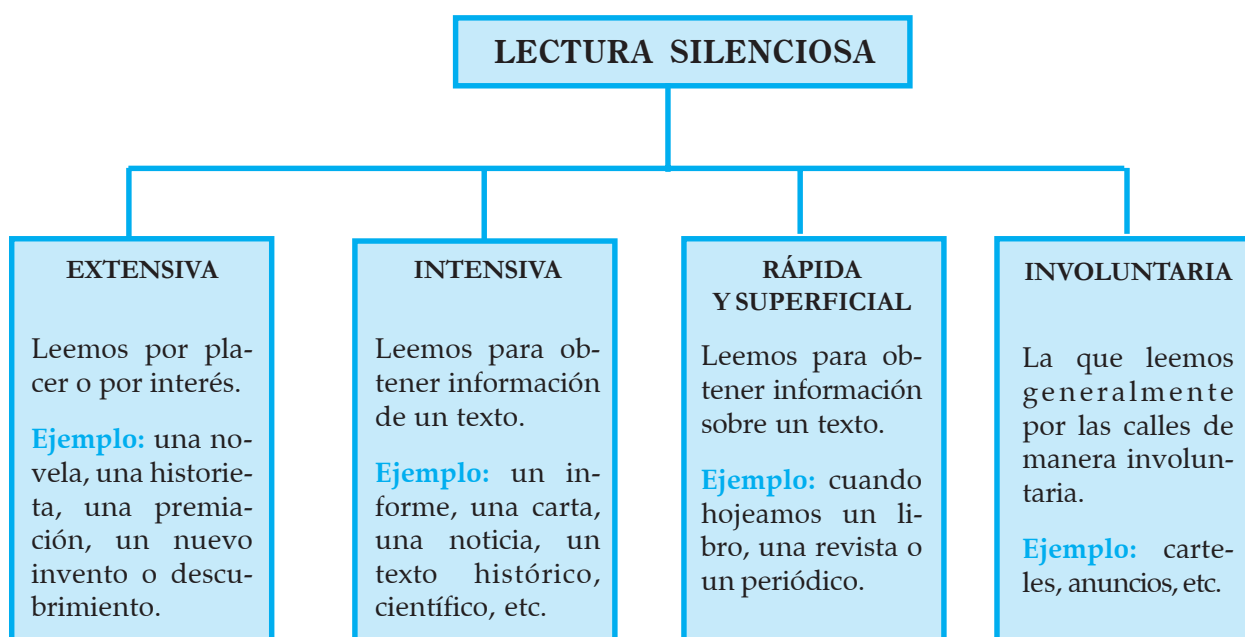 LECTURA SILENCIOSA
EXTENSIVA
Leemos por pla-
cer o por interés.
Ejemplo: una no-
vela, una historie-
ta, una premia-
ción, un nuevo
invento o descu-
brimiento.
INTENSIVA
Leemos para ob-
tener información
de un texto.
Ejemplo: un in-
forme, una carta,
una noticia, un
texto histórico,
científico, etc.
RÁPIDA
Y SUPERFICIAL
Leemos para ob-
tener información
sobre un texto.
Ejemplo: cuando
hojeamos un li-
bro, una revista o
un periódico.
INVOLUNTARIA
La que leemos
generalmente
por las calles de
manera involun-
taria.
Ejemplo: carte-
les, anuncios, etc.